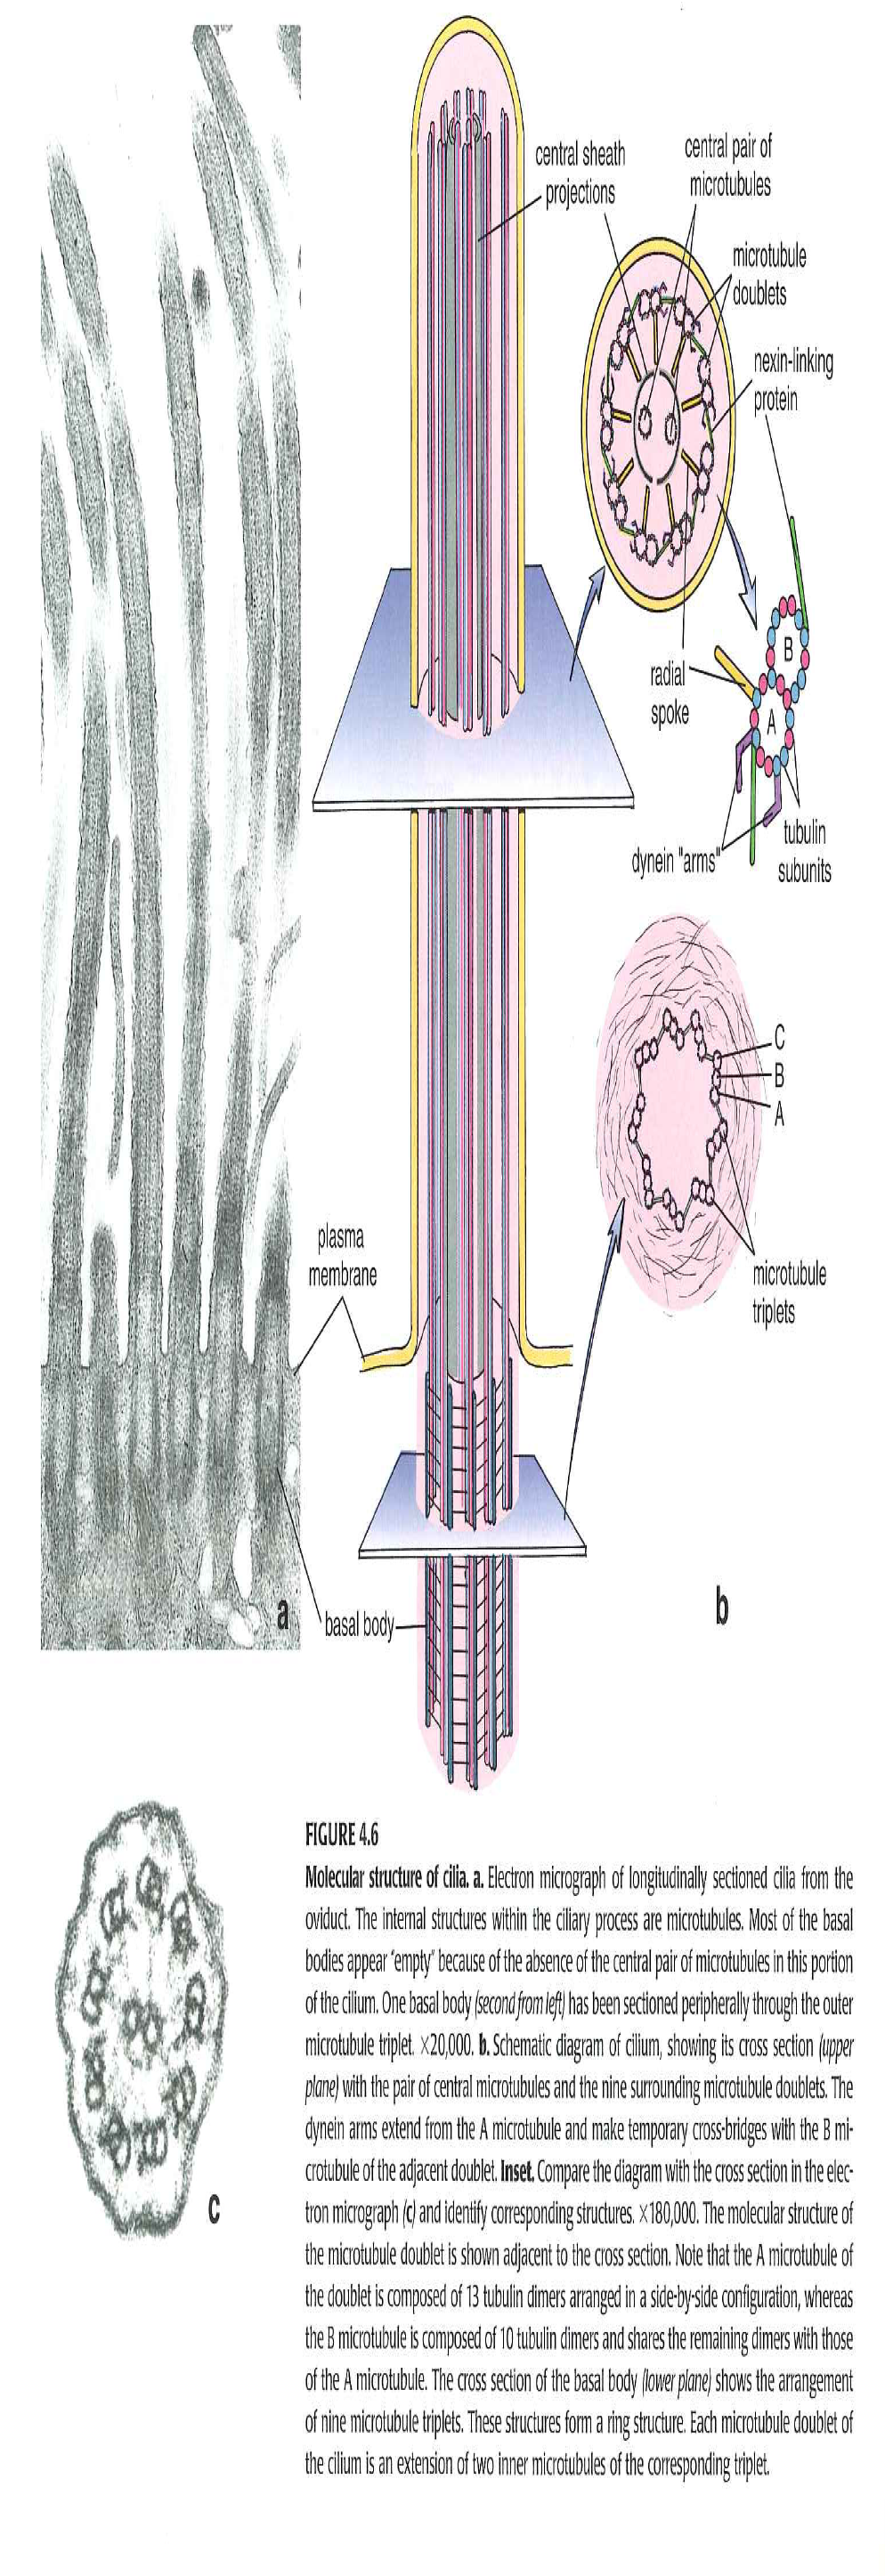 central sheath
projections
central pair of
microtubules
microtubule
doublets
nexin-linking
protein
B
A
radial
spoke
dynein "arms"
tubulin
subunits
C
B
A
microtubule
triplets
plasma
membrane
a
basal body
b
c
FIGURE 4.6
Molecular structure of cilia. a. Electron micrograph of longitudinally sectioned cilia from the
oviduct. The internal structures within the ciliary process are microtubules. Most of the basal
bodies appear "empty" because of the absence of the central pair of microtubules in this portion
of the cilium. One basal body (second from left) has been sectioned peripherally through the outer
microtubule triplet. ×20,000. b. Schematic diagram of cilium, showing its cross section (upper
plane) with the pair of central microtubules and the nine surrounding microtubule doublets. The
dynein arms extend from the A microtubule and make temporary cross-bridges with the B mi-
crotubule of the adjacent doublet. Inset. Compare the diagram with the cross section in the elec-
tron micrograph (c) and identify corresponding structures. ×180,000. The molecular structure of
the microtubule doublet is shown adjacent to the cross section. Note that the A microtubule of
the doublet is composed of 13 tubulin dimers arranged in a side-by-side configuration, whereas
the B microtubule is composed of 10 tubulin dimers and shares the remaining dimers with those
of the A microtubule. The cross section of the basal body (lower plane) shows the arrangement
of nine microtubule triplets. These structures form a ring structure. Each microtubule doublet of
the cilium is an extension of two inner microtubules of the corresponding triplet.